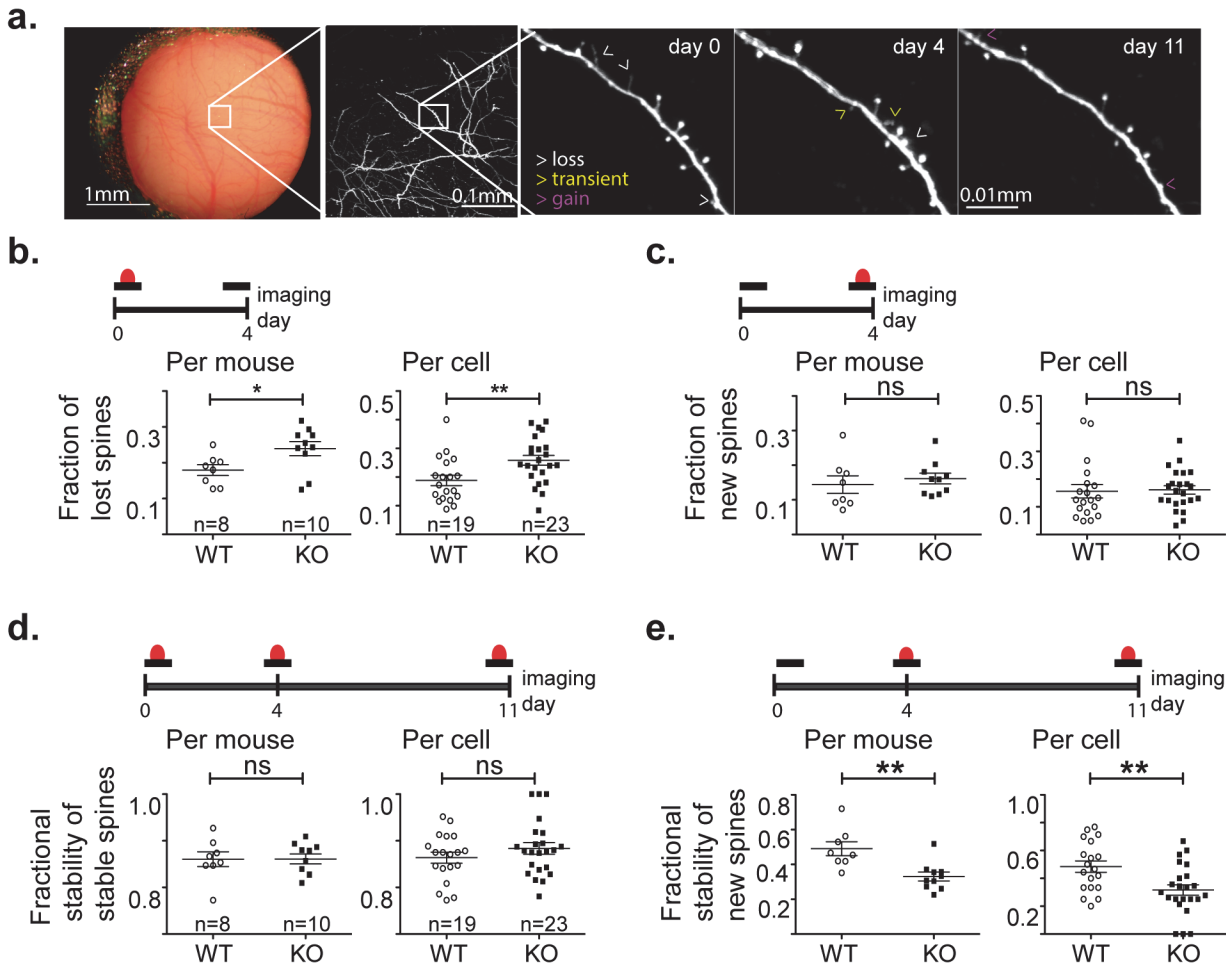 a.
1mm
0.1mm
day 0
> loss
> transient
> gain
day 4
day 11
0.01mm
b.
imaging
day
0
4
Per mouse
Per cell
Fraction of
lost spines
0.3
0.1
*
n=8
n=10
WT
KO
0.5
0.3
0.1
**
n=19
n=23
WT
KO
c.
imaging
day
0
4
Per mouse
Per cell
Fraction of
new spines
0.3
0.1
ns
WT
KO
0.5
0.3
0.1
ns
WT
KO
d.
imaging
day
0
4
11
Per mouse
Per cell
Fractional
stability of
stable spines
1.0
0.8
ns
n=8
n=10
WT
KO
1.0
0.8
ns
n=19
n=23
WT
KO
e.
imaging
day
0
4
11
Per mouse
Per cell
Fractional
stability of
new spines
0.8
0.6
0.4
0.2
**
WT
KO
1.0
0.6
0.2
**
WT
KO